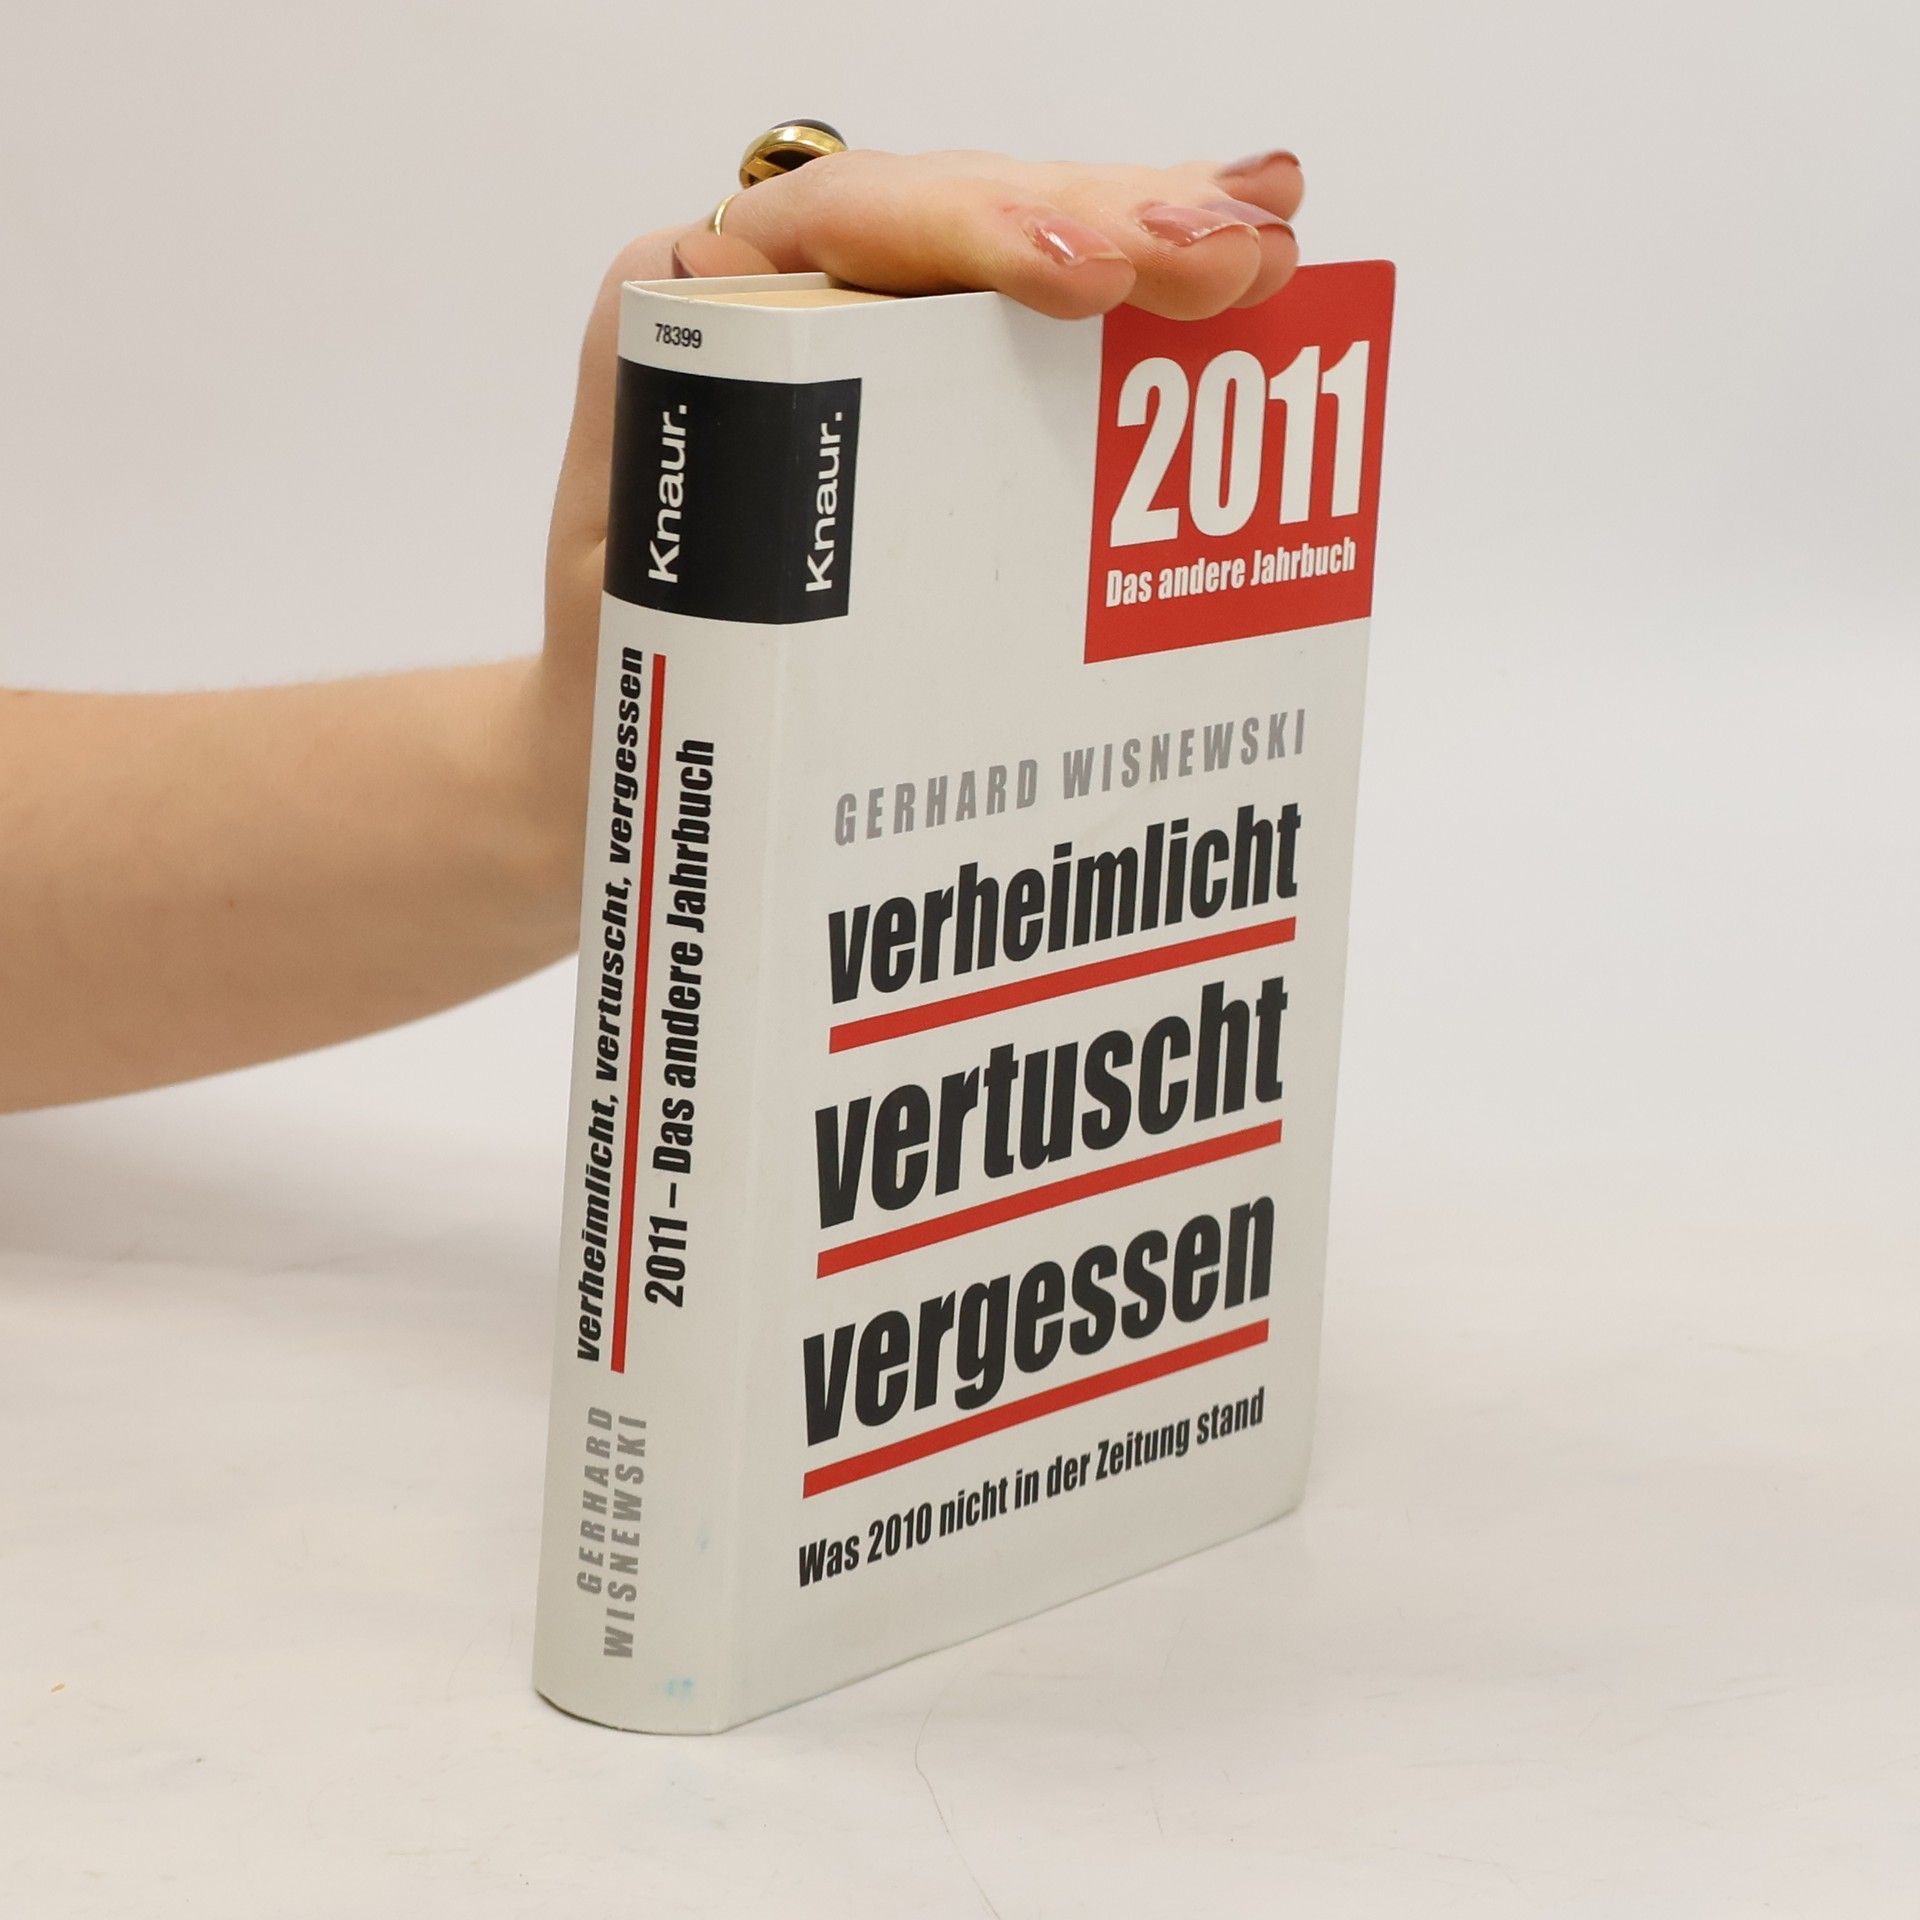 78399
Knaur.
verheimlicht, vertuscht, vergessen
2011 – Das andere Jahrbuch
GERHARD
WISNEWSKI
Knaur.
2011
Das andere Jahrbuch
GERHARD WISNEWSKI
verheimlicht
vertuscht
vergessen
Was 2010 nicht in der Zeitung stand